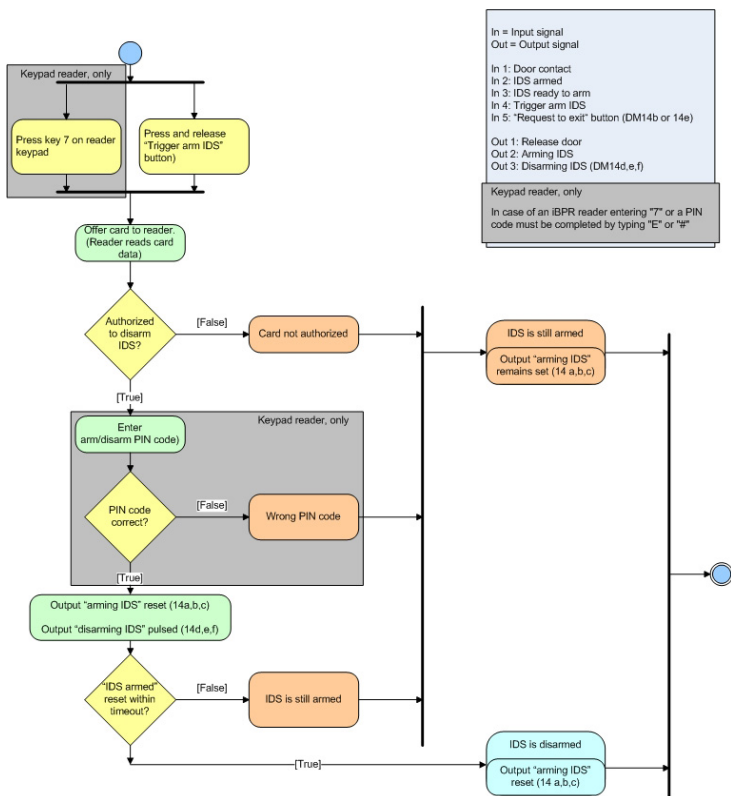 Keypad reader, only
Press key 7 on reader
keypad
Press and release
“Trigger arm IDS”
button)
In = Input signal
Out = Output signal
In 1: Door contact
In 2: IDS armed
In 3: IDS ready to arm
In 4: Trigger arm IDS
In 5: “Request to exit” button (DM14b or 14e)
Out 1: Release door
Out 2: Arming IDS
Out 3: Disarming IDS (DM14d,e,f)
Keypad reader, only
In case of an iBPR reader entering "7" or a PIN
code must be completed by typing "E" or "#"
Offer card to reader.
(Reader reads card
data)
Authorized
to disarm
IDS?
[False]
Card not authorized
IDS is still armed
Output “arming IDS”
remains set (14 a,b,c)
[True]
Keypad reader, only
Enter
arm/disarm PIN code)
PIN code
correct?
[False]
Wrong PIN code
[True]
Output “arming IDS” reset (14a,b,c)
Output “disarming IDS” pulsed (14d,e,f)
“IDS armed”
reset within
timeout?
[False]
IDS is still armed
[True]
IDS is disarmed
Output “arming IDS”
reset (14 a,b,c)